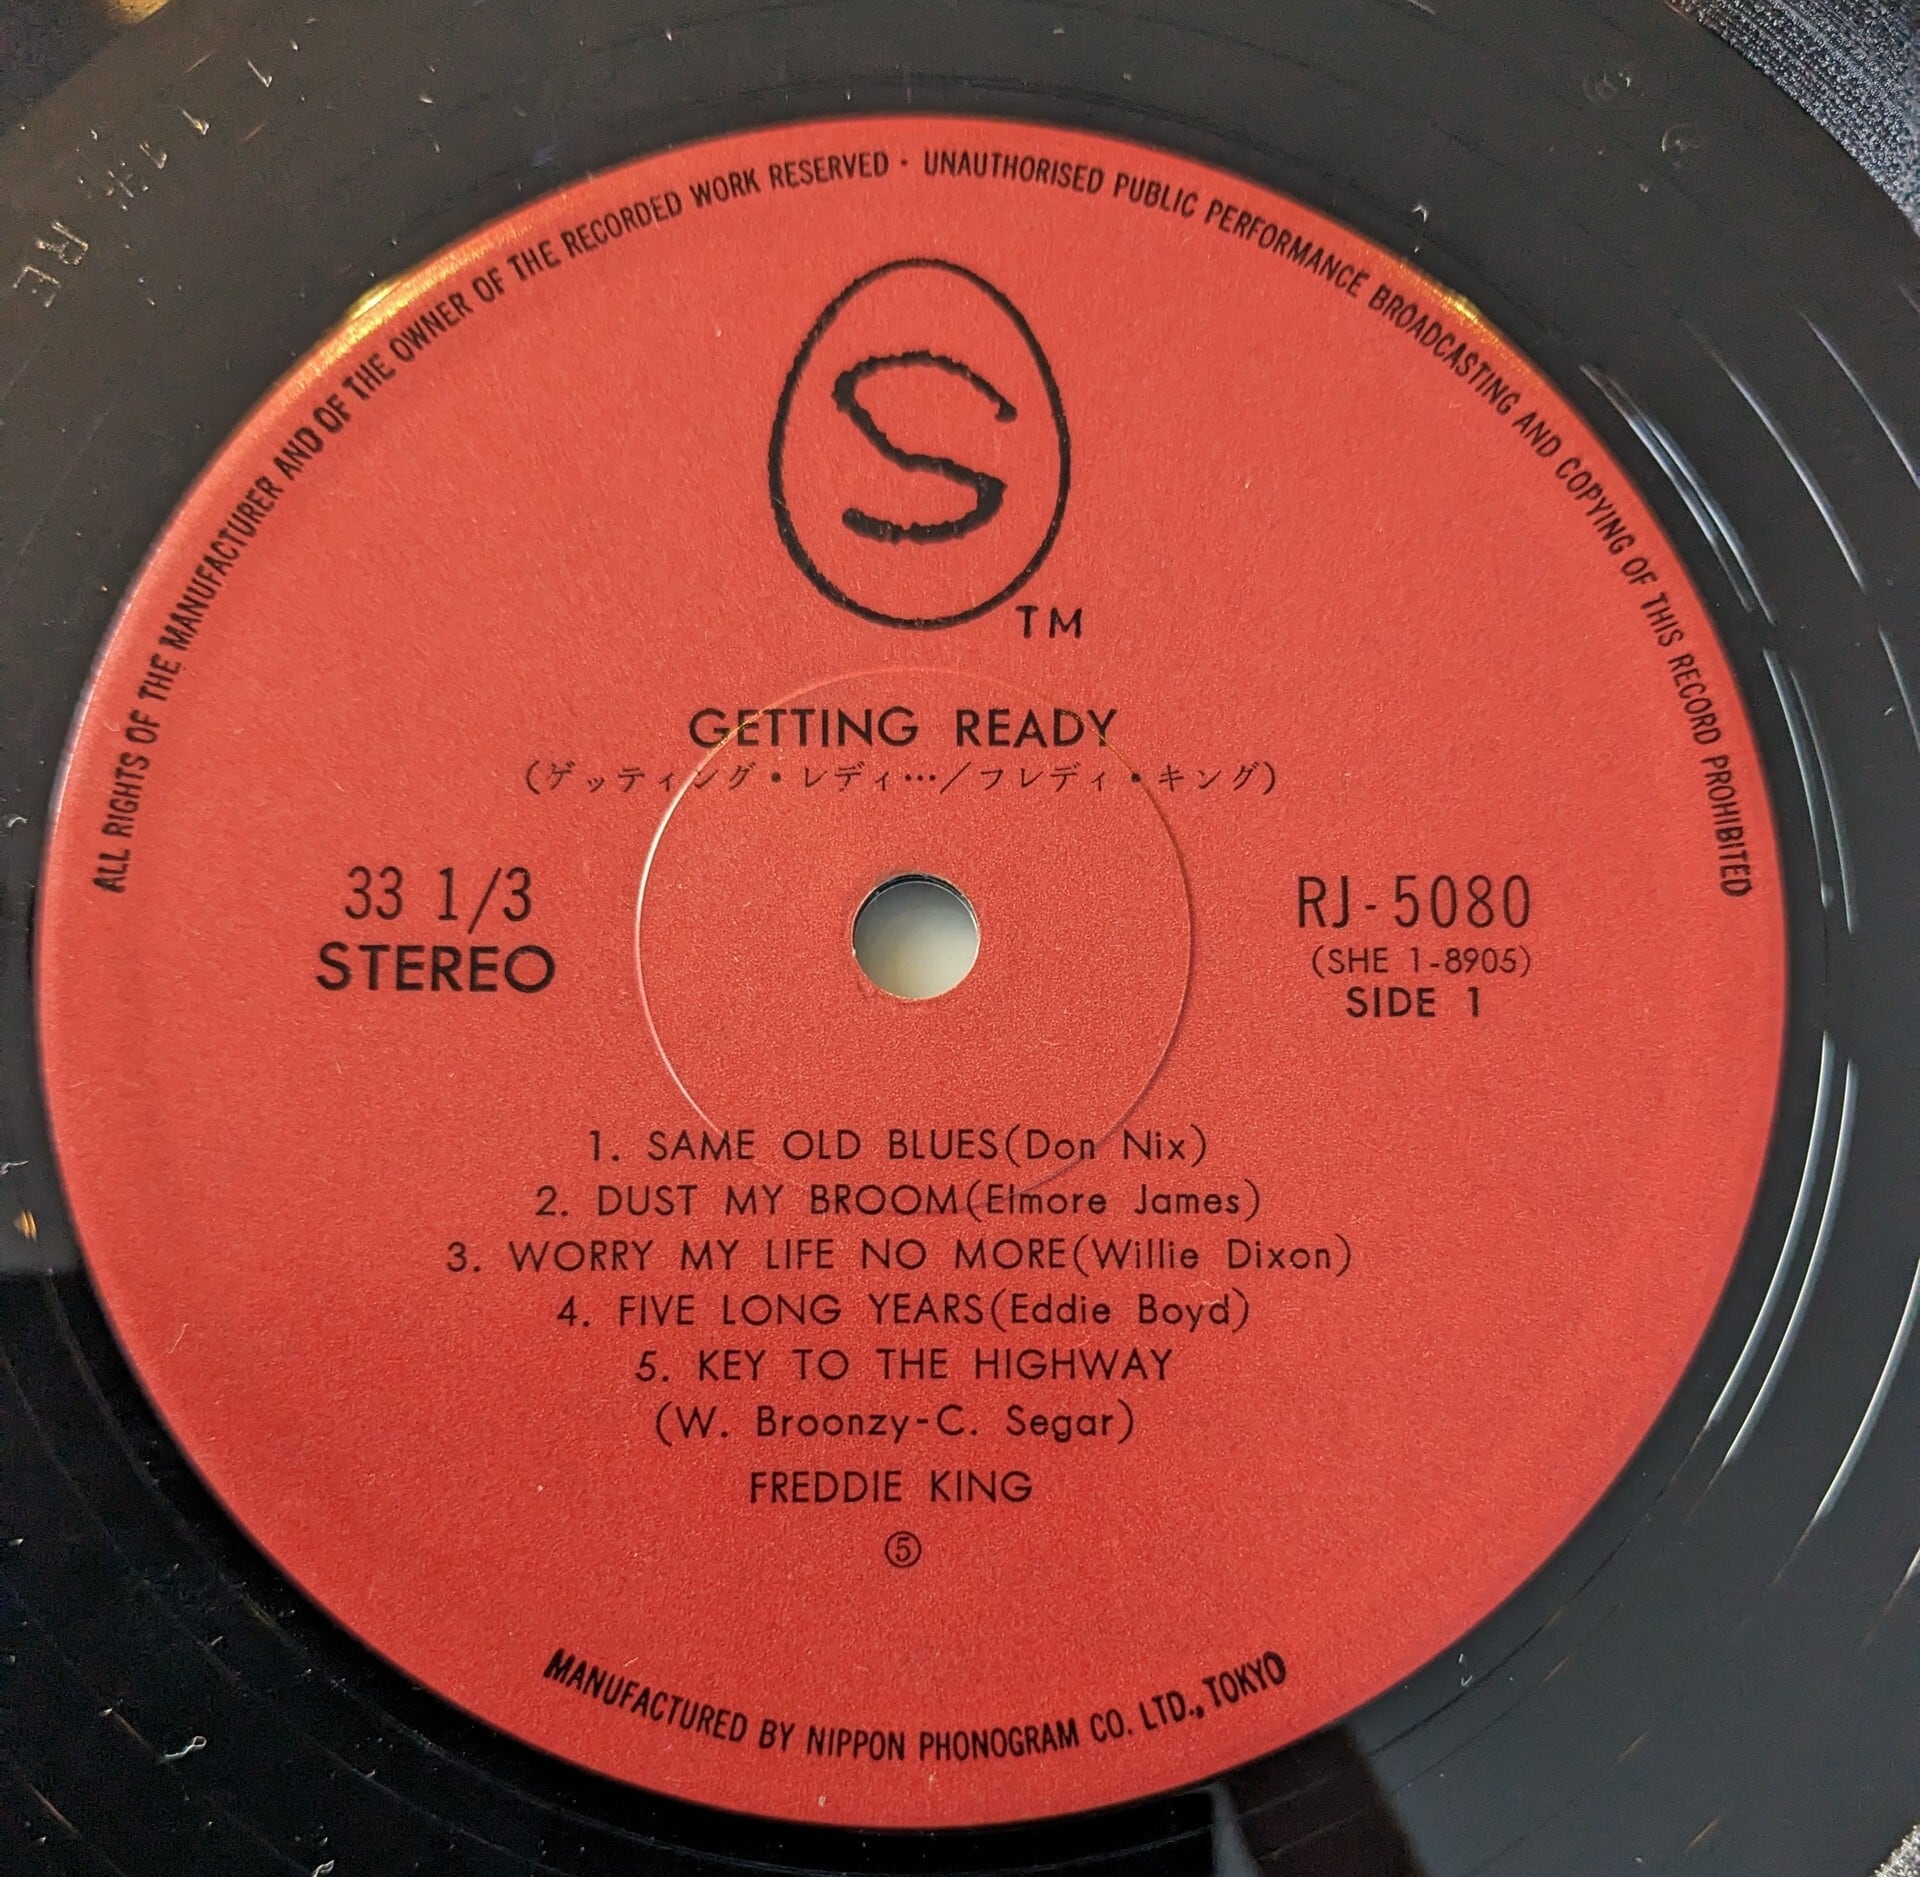 ALL RIGHTS OF THE MANUFACTURER AND OF THE OWNER OF THE RECORDED WORK RESERVED · UNAUTHORISED PUBLIC PERFORMANCE BROADCASTING AND COPYING OF THIS RECORD PROHIBITED
S
TM
GETTING READY
(ゲッティング・レディ…/フレディ・キング)
33 1/3
STEREO
RJ-5080
(SHE 1-8905)
SIDE 1
1. SAME OLD BLUES(Don Nix)
2. DUST MY BROOM(Elmore James)
3. WORRY MY LIFE NO MORE(Willie Dixon)
4. FIVE LONG YEARS(Eddie Boyd)
5. KEY TO THE HIGHWAY
(W. Broonzy-C. Segar)
FREDDIE KING
⑤
MANUFACTURED BY NIPPON PHONOGRAM CO. LTD., TOKYO